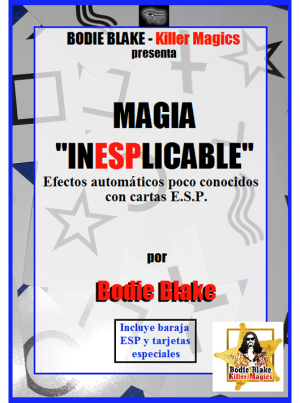 BODIE BLAKE - Killer Magics
presenta
MAGIA
"INESPLICABLE"
Efectos automáticos poco conocidos
con cartas E.S.P.
por
Bodie Blake
Incluye baraja
ESP y tarjetas
especiales
Bodie Blake
Killer Magics